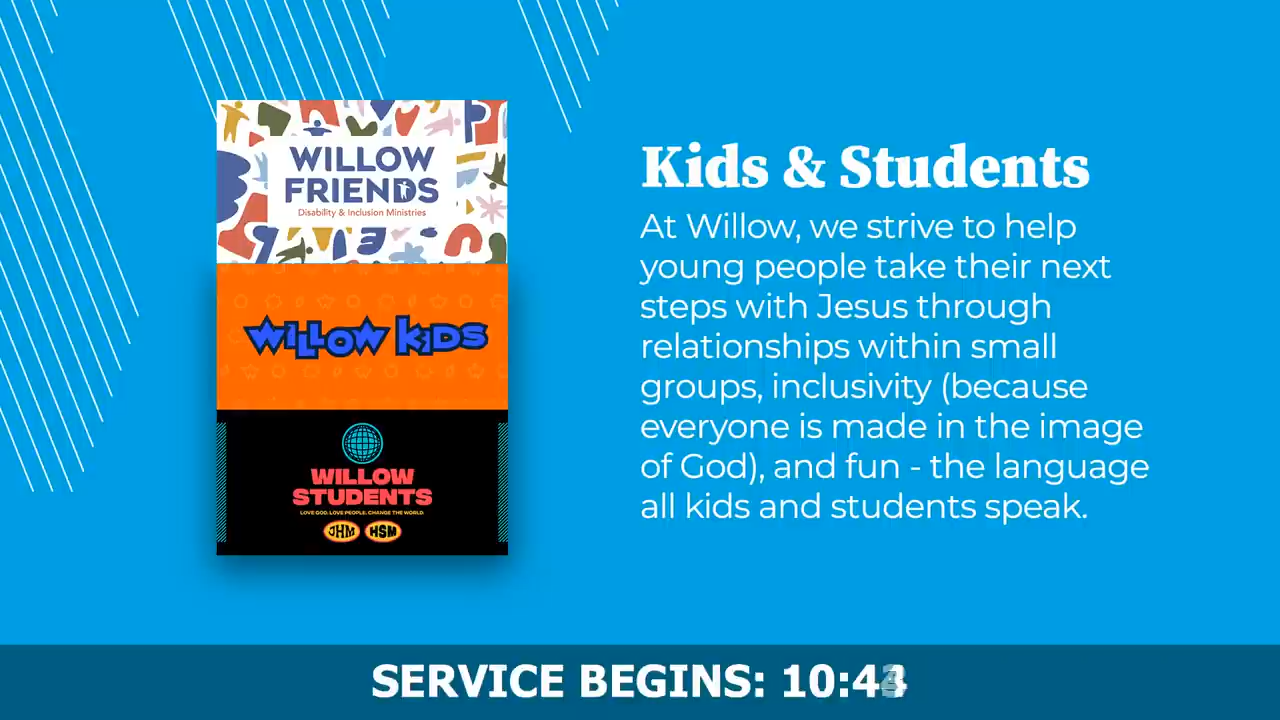 WILLOW
FRIENDS
Disability & Inclusion Ministries
WILLOW KIDS
WILLOW
STUDENTS
LOVE GOD. LOVE PEOPLE. CHANGE THE WORLD.
JHM HSM
Kids & Students
At Willow, we strive to help
young people take their next
steps with Jesus through
relationships within small
groups, inclusivity (because
everyone is made in the image
of God), and fun - the language
all kids and students speak.
SERVICE BEGINS: